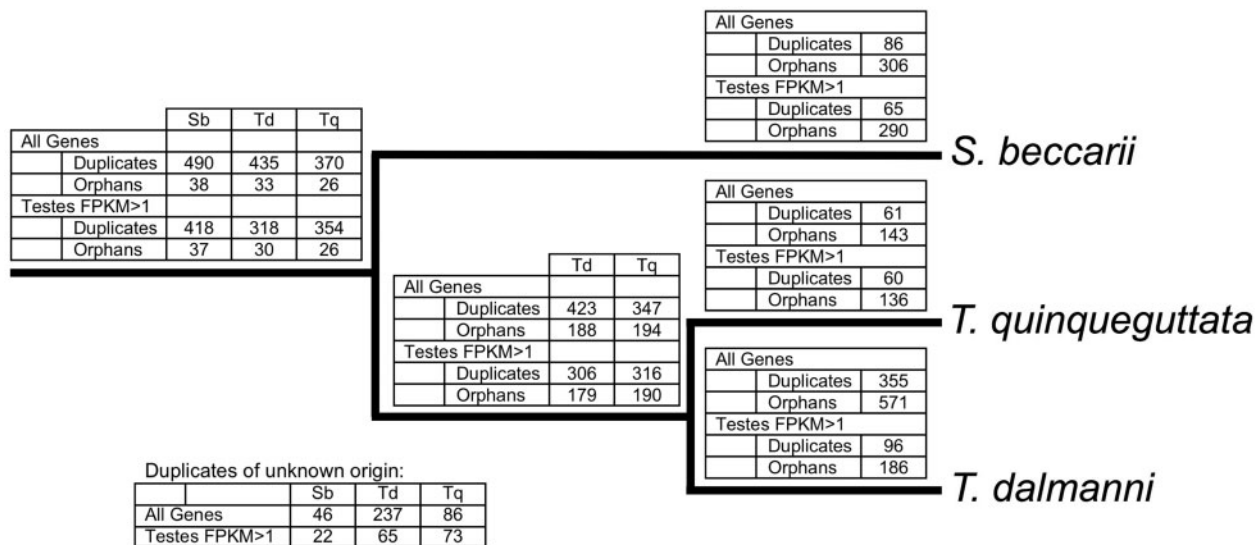 All Genes
Duplicates 86
Orphans 306
Testes FPKM>1
Duplicates 65
Orphans 290
S. beccarii
Sb Td Tq
All Genes
Duplicates 490 435 370
Orphans 38 33 26
Testes FPKM>1
Duplicates 418 318 354
Orphans 37 30 26
All Genes
Duplicates 61
Orphans 143
Testes FPKM>1
Duplicates 60
Orphans 136
T. quinqueguttata
Td Tq
All Genes
Duplicates 423 347
Orphans 188 194
Testes FPKM>1
Duplicates 306 316
Orphans 179 190
All Genes
Duplicates 355
Orphans 571
Testes FPKM>1
Duplicates 96
Orphans 186
T. dalmanni
Duplicates of unknown origin:
Sb Td Tq
All Genes 46 237 86
Testes FPKM>1 22 65 73